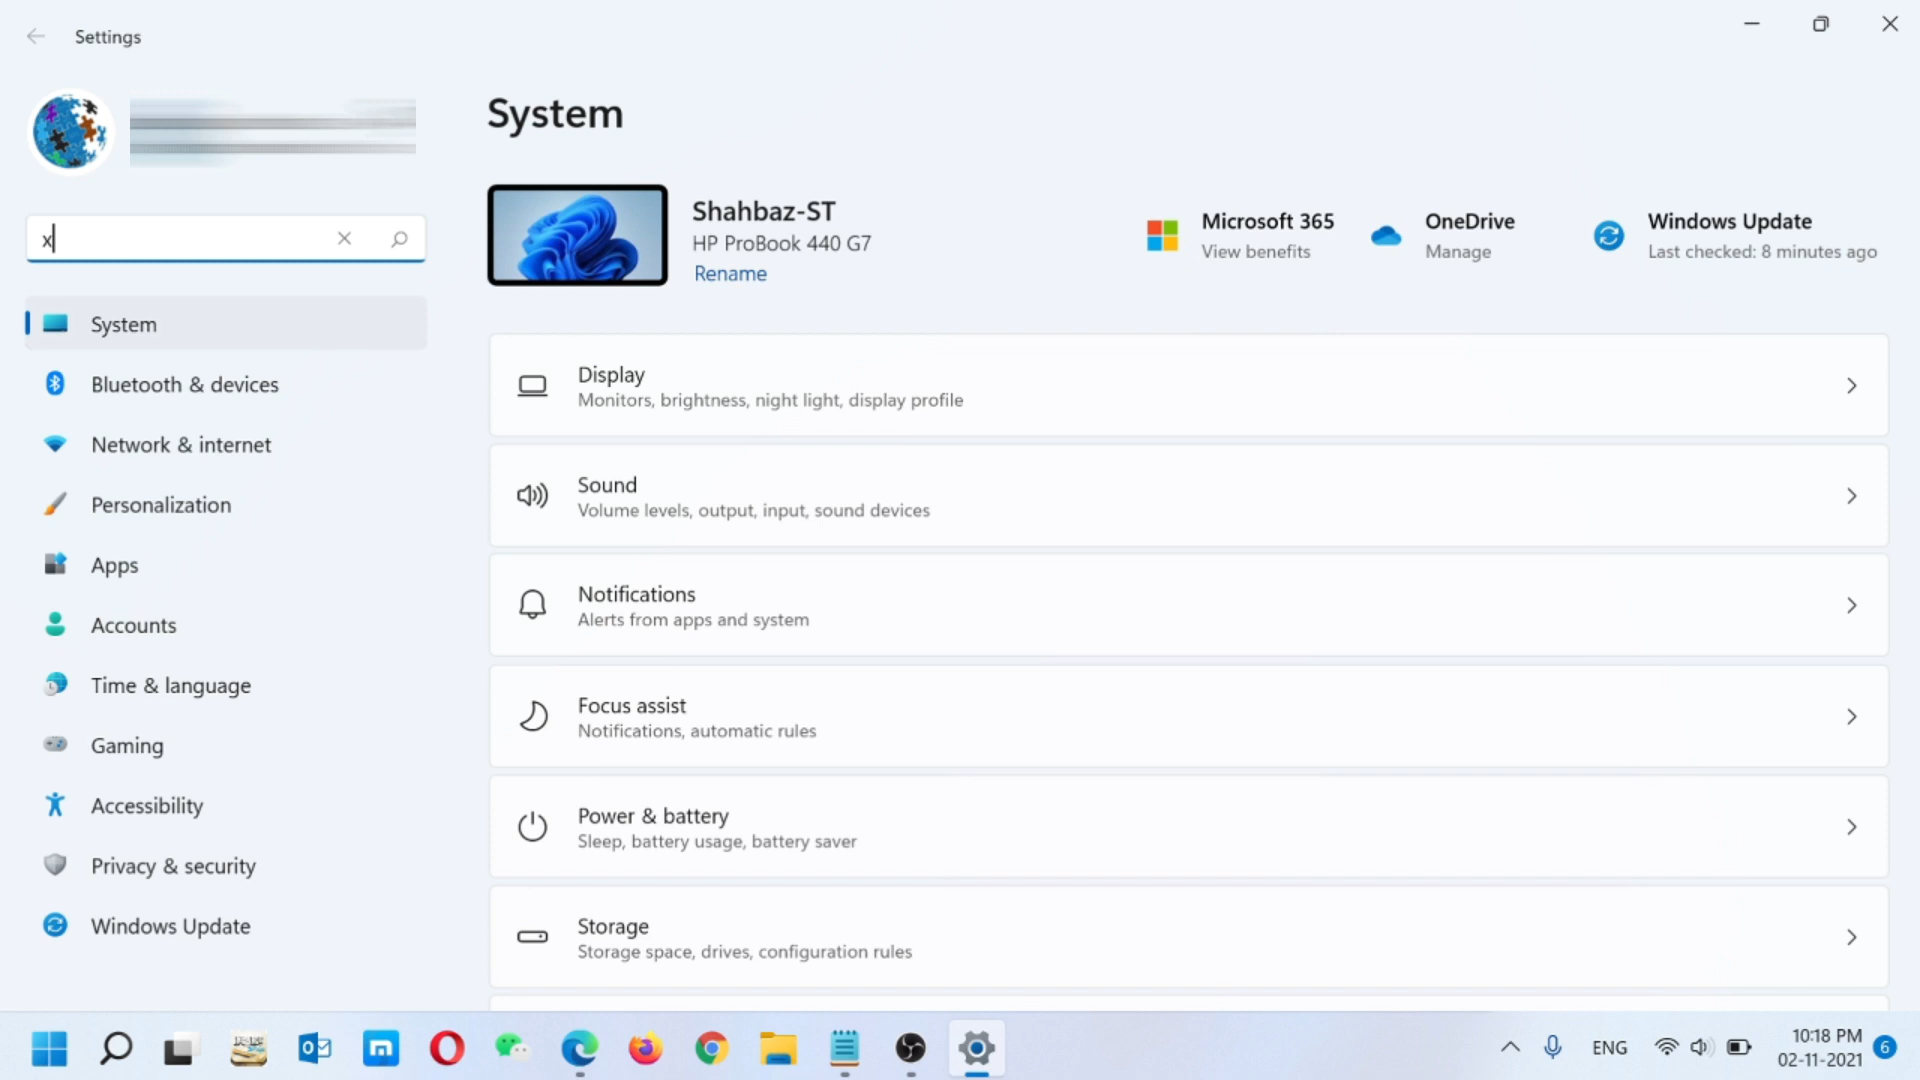 Settings
x
System
Bluetooth & devices
Network & internet
Personalization
Apps
Accounts
Time & language
Gaming
Accessibility
Privacy & security
Windows Update
System
Shahbaz-ST
HP ProBook 440 G7
Rename
Microsoft 365
View benefits
OneDrive
Manage
Windows Update
Last checked: 8 minutes ago
Display
Monitors, brightness, night light, display profile
Sound
Volume levels, output, input, sound devices
Notifications
Alerts from apps and system
Focus assist
Notifications, automatic rules
Power & battery
Sleep, battery usage, battery saver
Storage
Storage space, drives, configuration rules
ENG
10:18 PM
02-11-2021
6